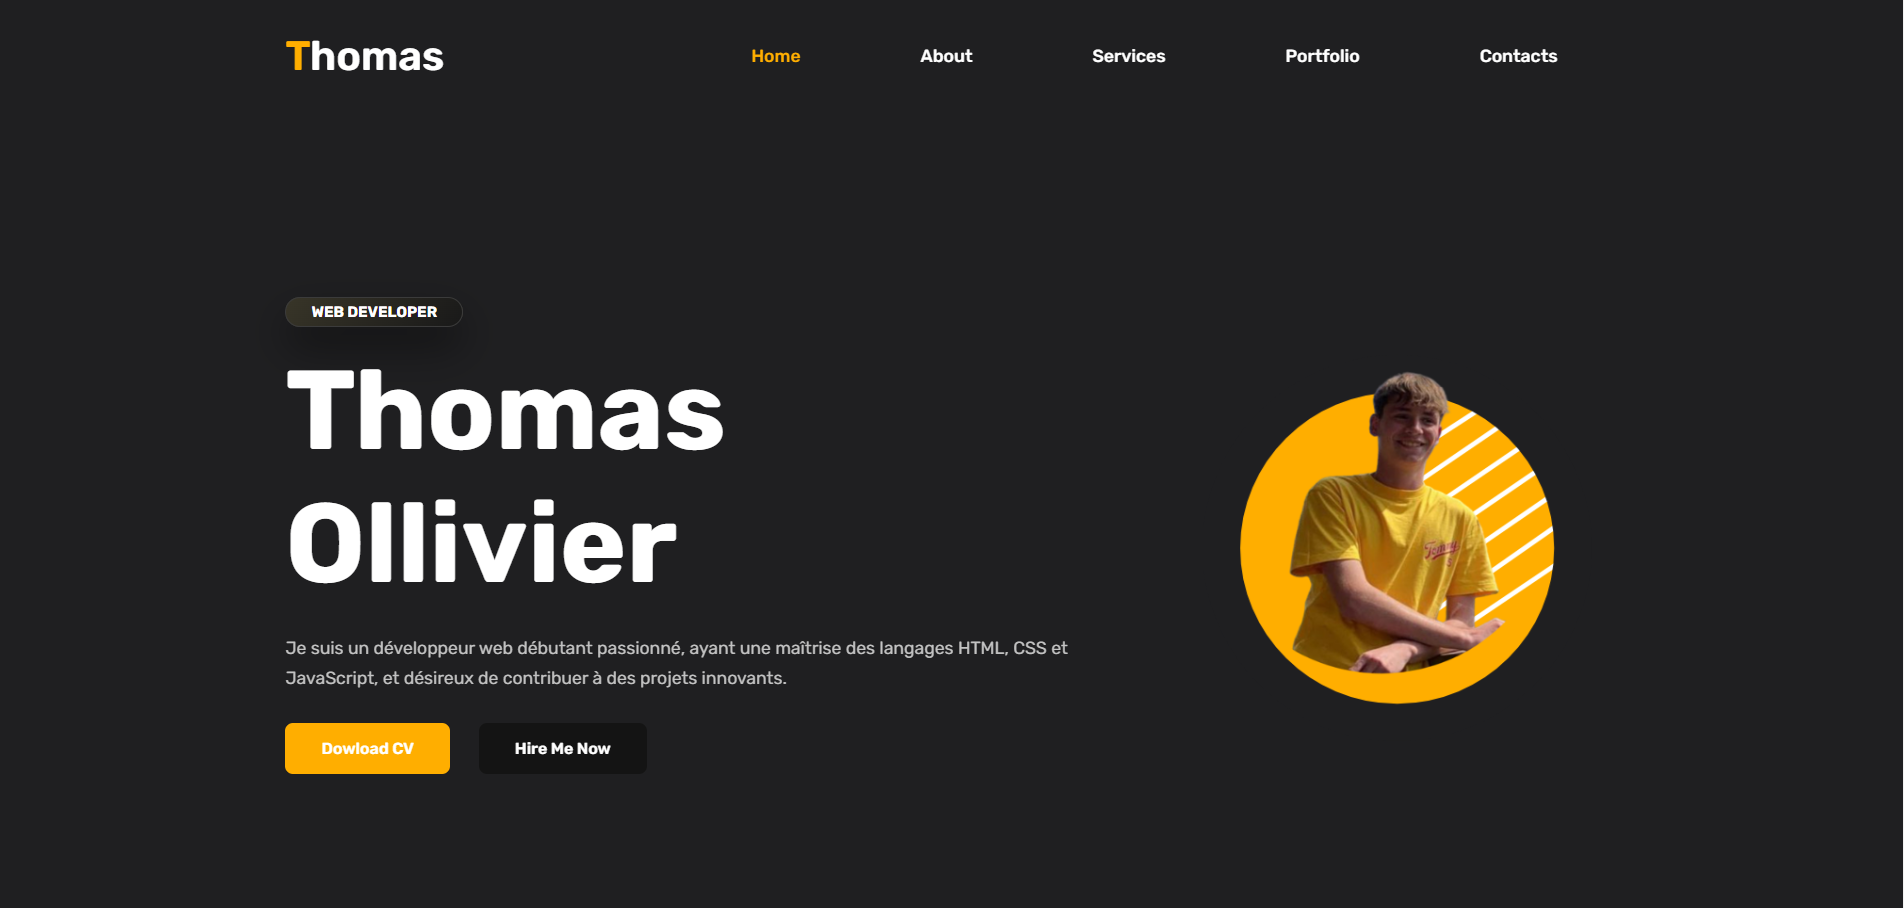 Thomas
Home About Services Portfolio Contacts
WEB DEVELOPER
Thomas
Ollivier
Je suis un développeur web débutant passionné, ayant une maîtrise des langages HTML, CSS et
JavaScript, et désireux de contribuer à des projets innovants.
Dowload CV
Hire Me Now